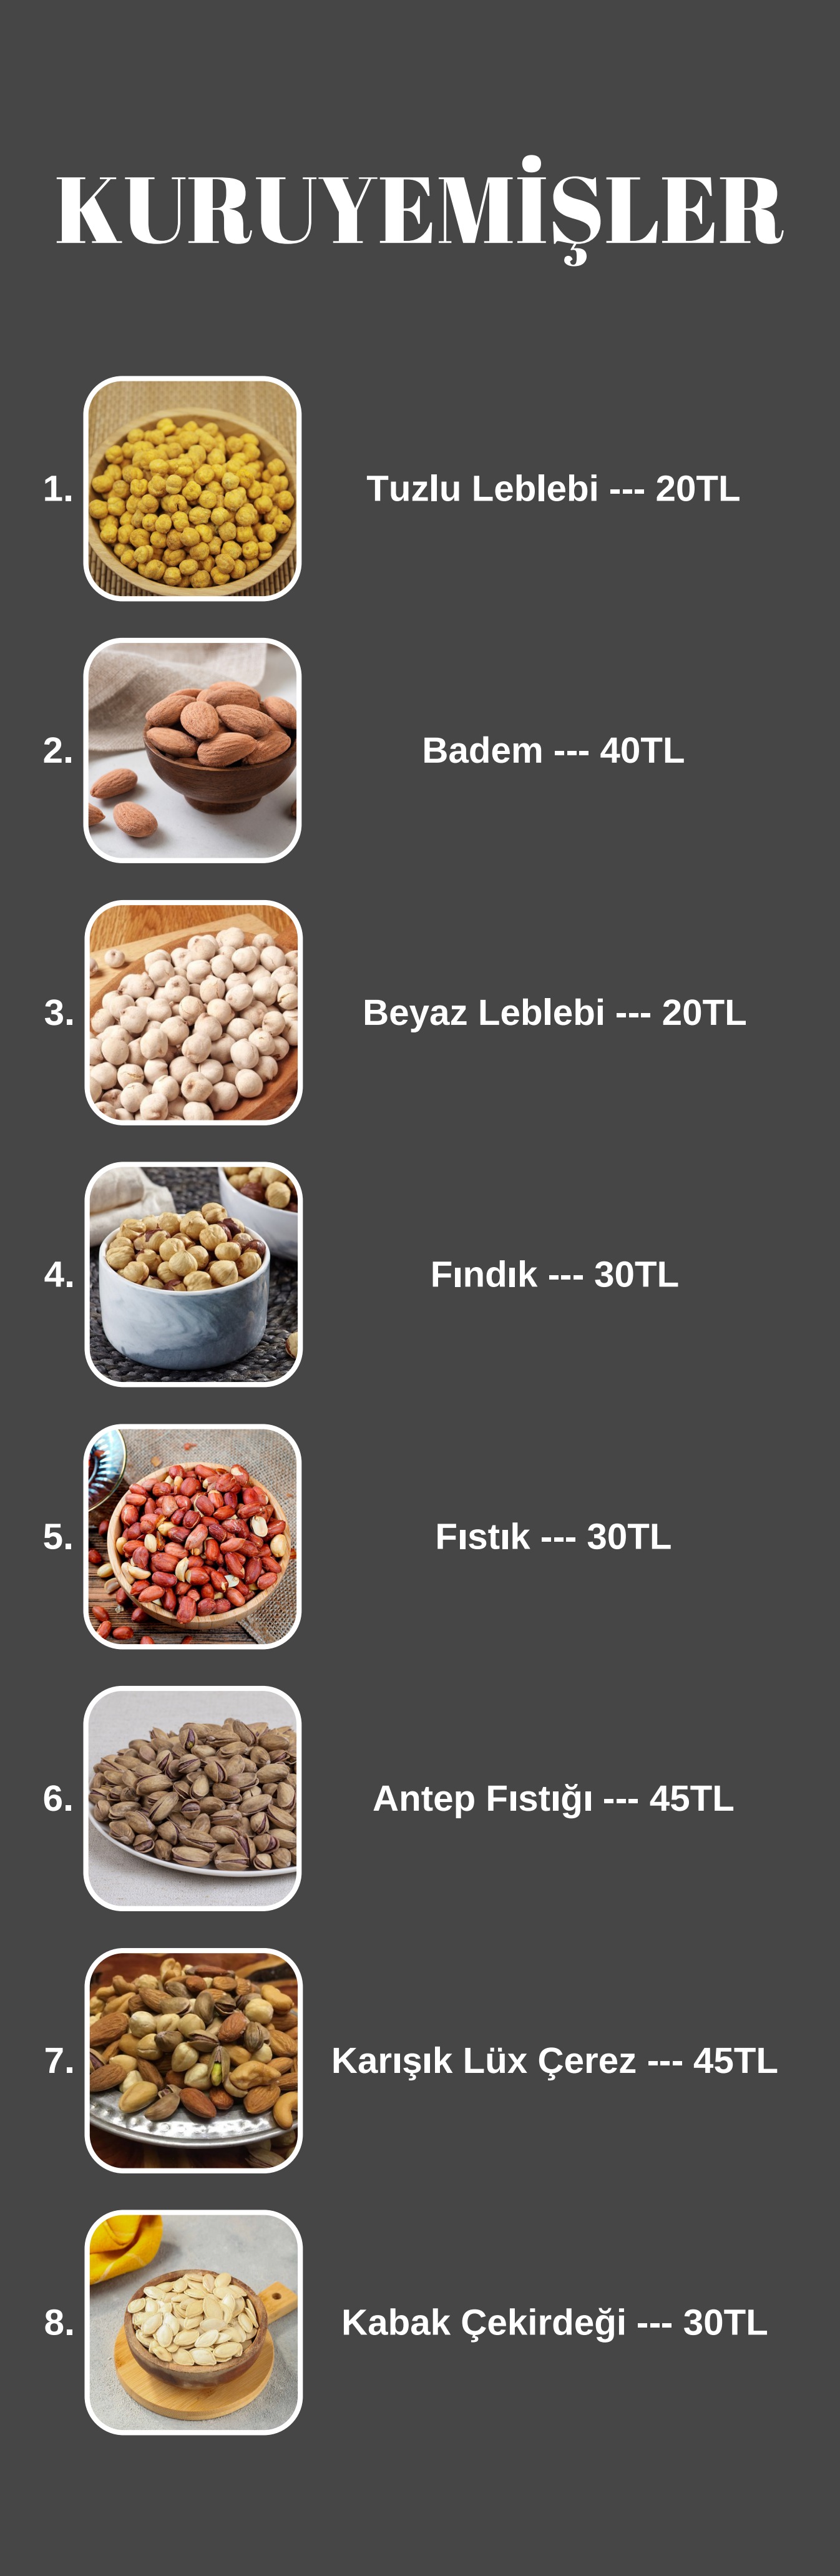 KURUYEMİŞLER
1. Tuzlu Leblebi --- 20TL
2. Badem --- 40TL
3. Beyaz Leblebi --- 20TL
4. Fındık --- 30TL
5. Fıstık --- 30TL
6. Antep Fıstığı --- 45TL
7. Karışık Lüx Çerez --- 45TL
8. Kabak Çekirdeği --- 30TL